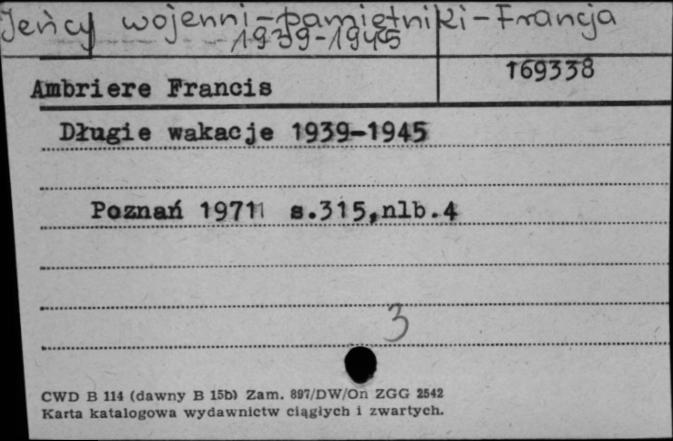 Jeńcy wojenni-pamiętniki-Francja
1939-1945
169338
Ambriere Francis
Długie wakacje 1939-1945
Poznań 1971 s.315,nlb.4
3
CWD B 114 (dawny B 15b) Zam. 897/DW/On ZGG 2542
Karta katalogowa wydawnictw ciągłych i zwartych.